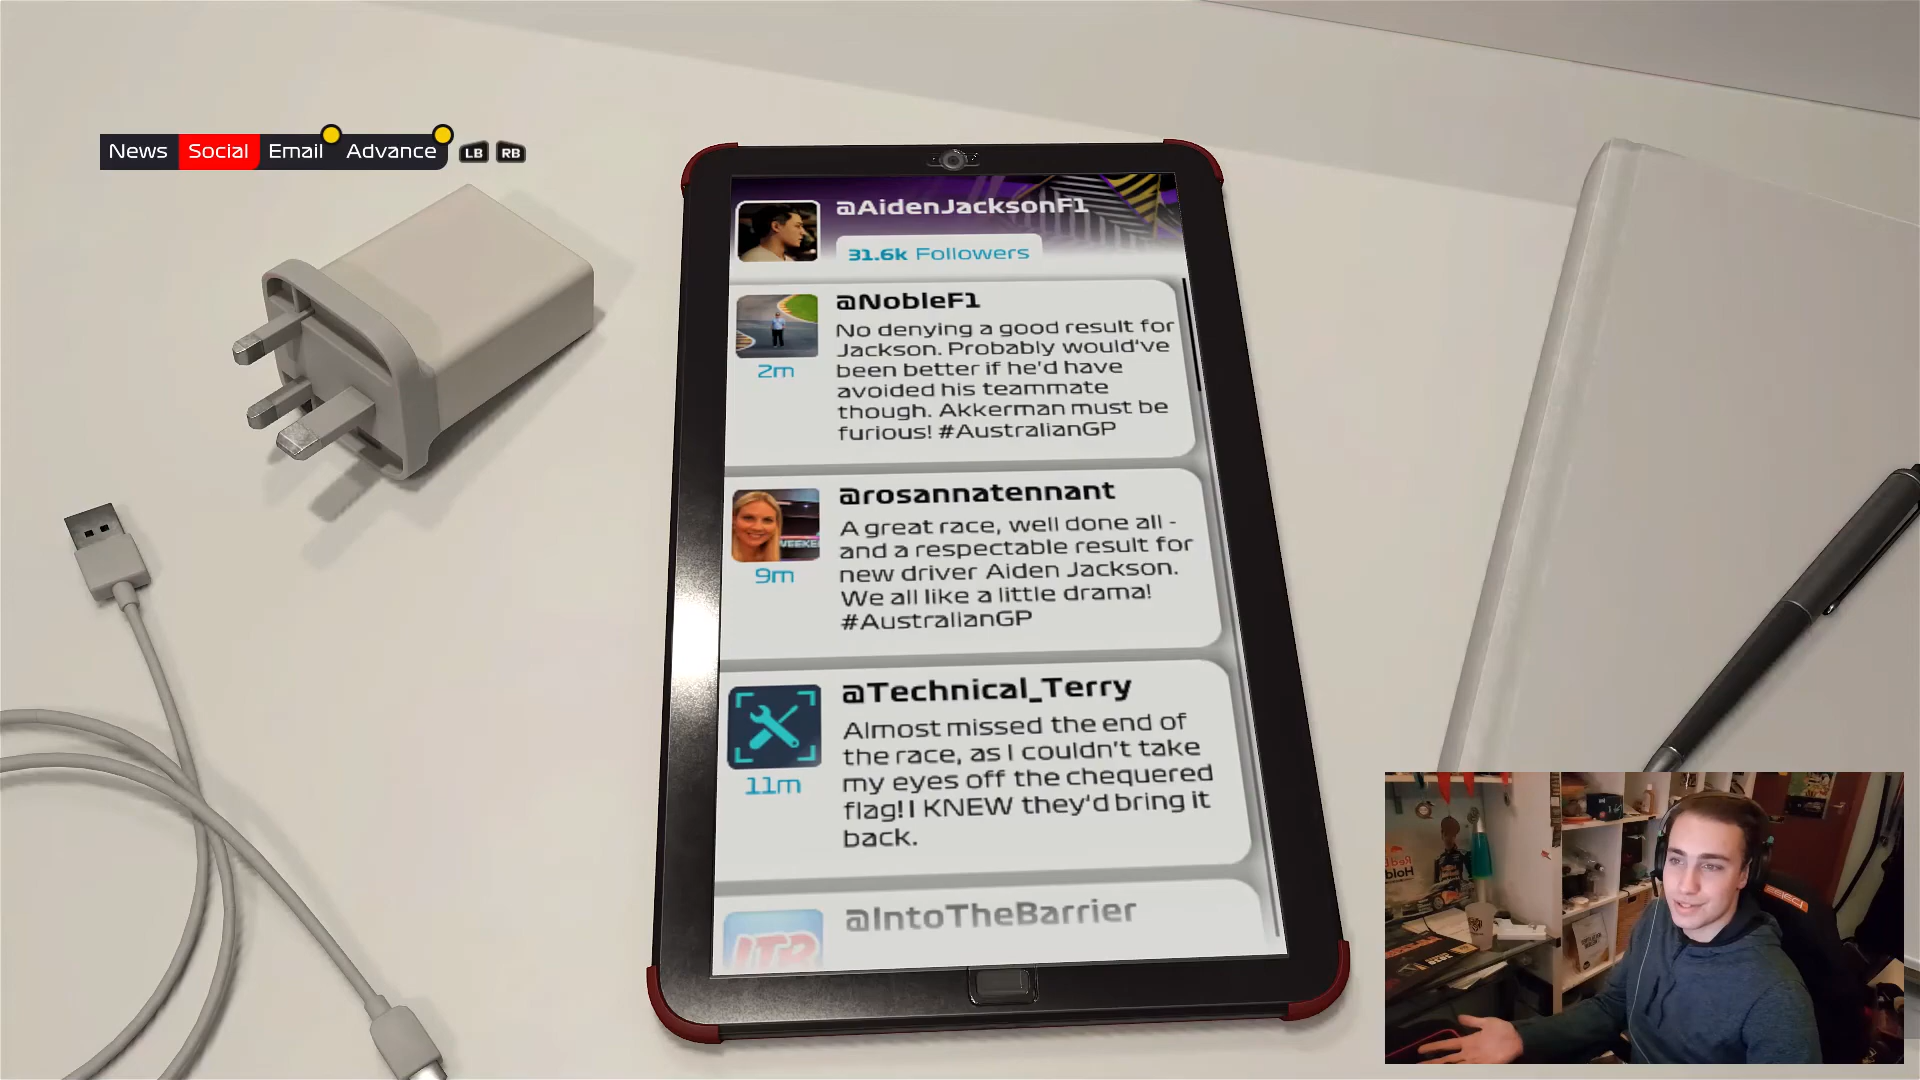 News Social Email Advance LB RB
@AidenJacksonF1
31.6k Followers
@NobleF1
No denying a good result for
Jackson. Probably would've
been better if he'd have
avoided his teammate
though. Akkerman must be
furious! #AustralianGP
2m
@rosannatennant
A great race, well done all -
and a respectable result for
new driver Aiden Jackson.
We all like a little drama!
#AustralianGP
9m
@Technical_Terry
Almost missed the end of
the race, as I couldn't take
my eyes off the chequered
flag! I KNEW they'd bring it
back.
11m
@IntoTheBarrier
ITB